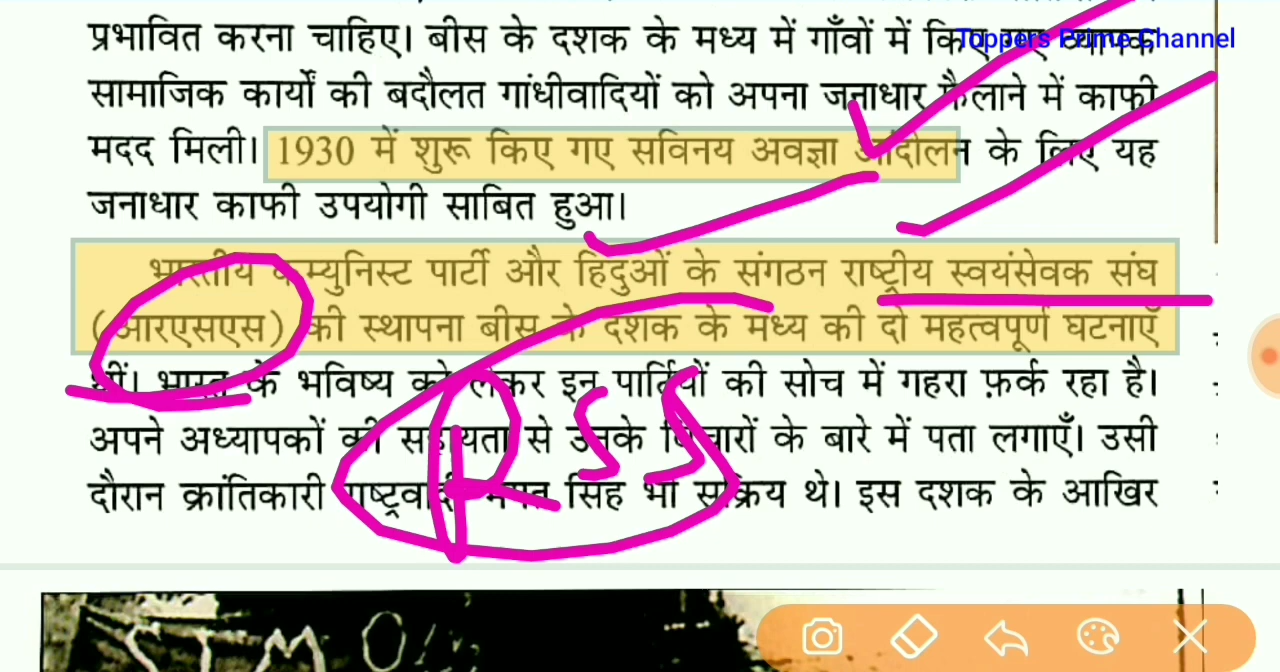 प्रभावित करना चाहिए। बीस के दशक के मध्य में गाँवों में किए गए व्यापक
Toppers Prime Channel
सामाजिक कार्यों की बदौलत गांधीवादियों को अपना जनाधार फैलाने में काफी
मदद मिली। 1930 में शुरू किए गए सविनय अवज्ञा आंदोलन के लिए यह
जनाधार काफी उपयोगी साबित हुआ।
भारतीय कम्युनिस्ट पार्टी और हिंदुओं के संगठन राष्ट्रीय स्वयंसेवक संघ
(आरएसएस) की स्थापना बीस के दशक के मध्य की दो महत्वपूर्ण घटनाएँ
थीं। भारत के भविष्य को लेकर इन पार्तियों की सोच में गहरा फ़र्क रहा है।
अपने अध्यापकों की सहायता से उनके विचारों के बारे में पता लगाएँ। उसी
RSS
दौरान क्रांतिकारी राष्ट्रवादी भगत सिंह भी सक्रिय थे। इस दशक के आखिर